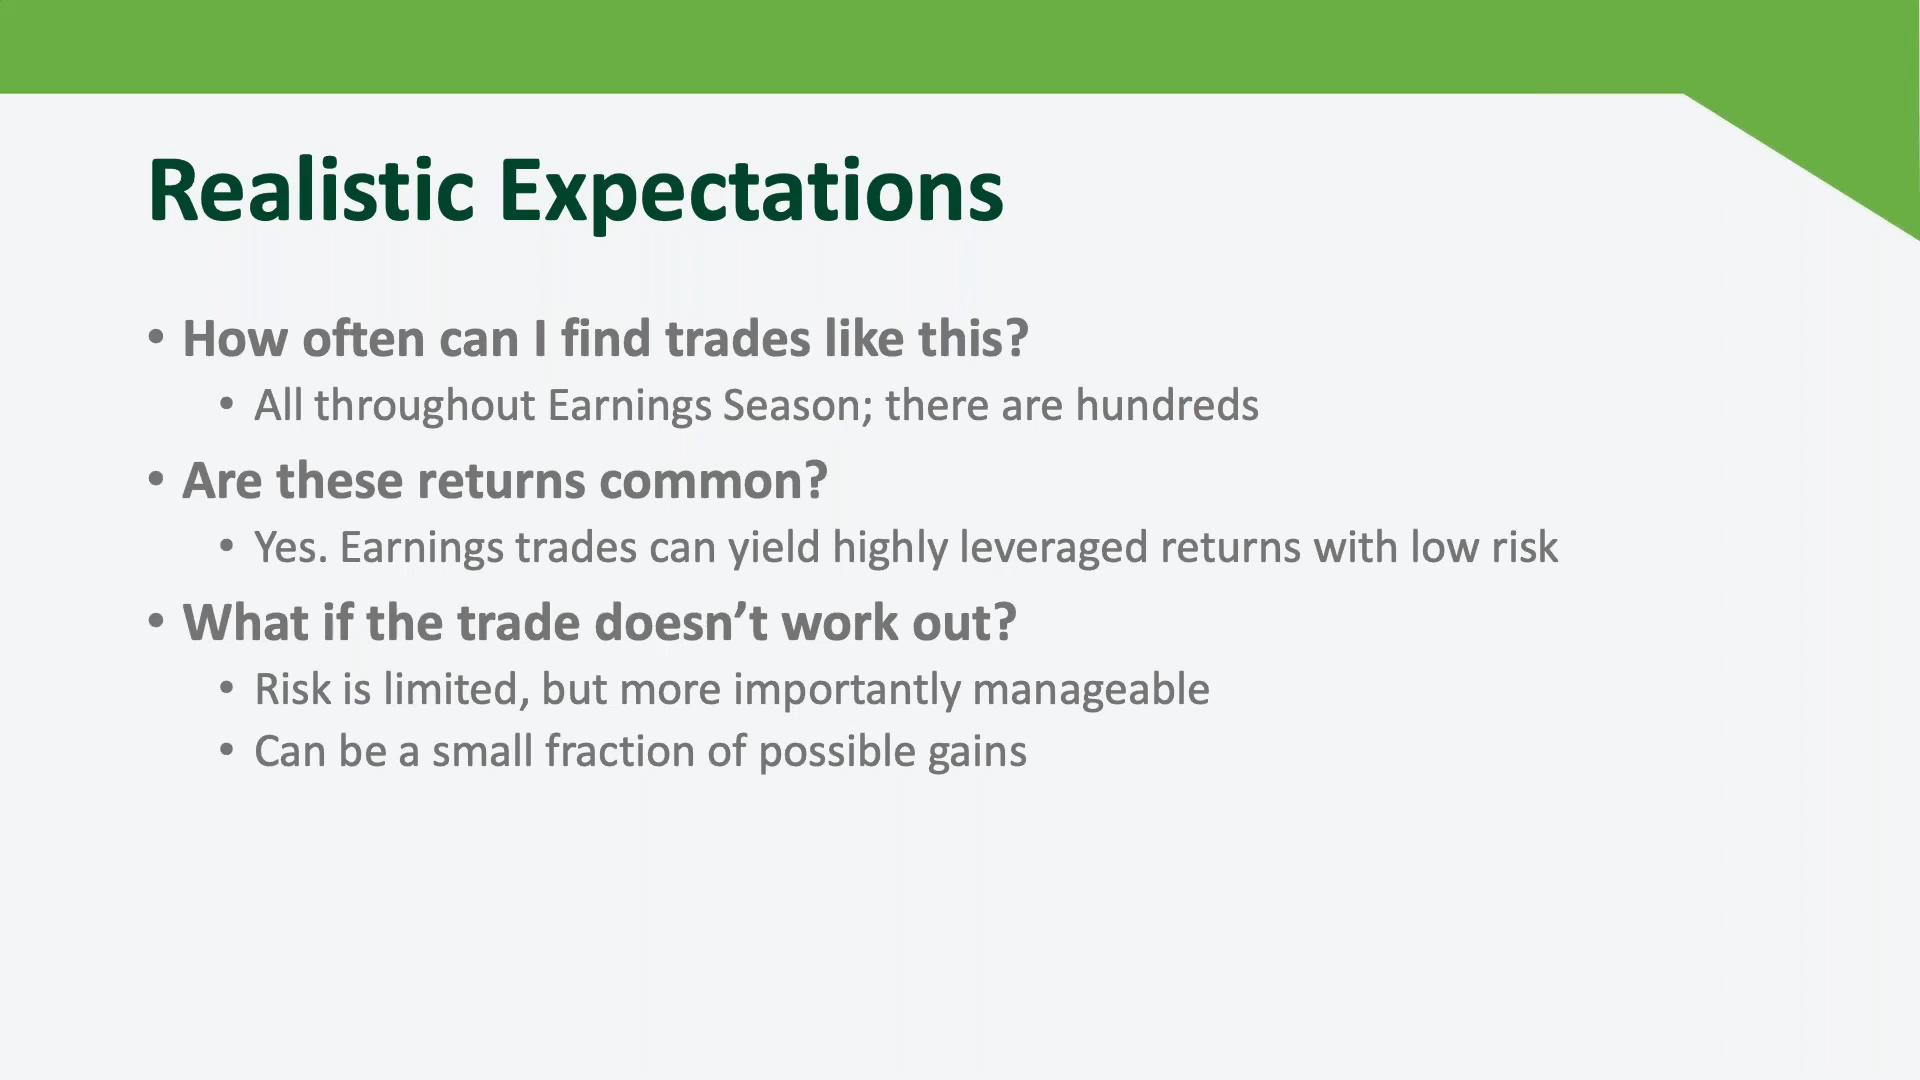 Realistic Expectations
• How often can I find trades like this?
• All throughout Earnings Season; there are hundreds
• Are these returns common?
• Yes. Earnings trades can yield highly leveraged returns with low risk
• What if the trade doesn’t work out?
• Risk is limited, but more importantly manageable
• Can be a small fraction of possible gains